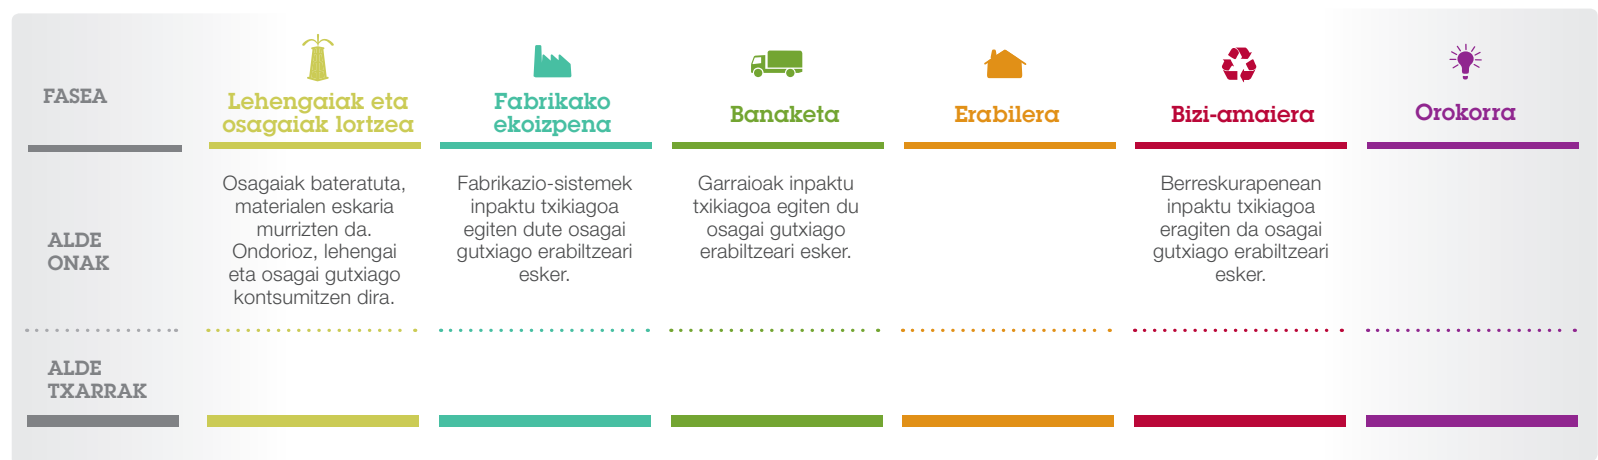 FASEA
Lehengaiak eta
osagaiak lortzea
Fabrikako
ekoizpena
Banaketa
Erabilera
Bizi-amaiera
Orokorra
ALDE
ONAK
Osagaiak bateratuta,
materialen eskaria
murrizten da.
Ondorioz, lehengai
eta osagai gutxiago
kontsumitzen dira.
Fabrikazio-sistemek
inpaktu txikiagoa
egiten dute osagai
gutxiago erabiltzeari
esker.
Garraioak inpaktu
txikiagoa egiten du
osagai gutxiago
erabiltzeari esker.
Berreskurapenean
inpaktu txikiagoa
eragiten da osagai
gutxiago erabiltzeari
esker.
ALDE
TXARRAK